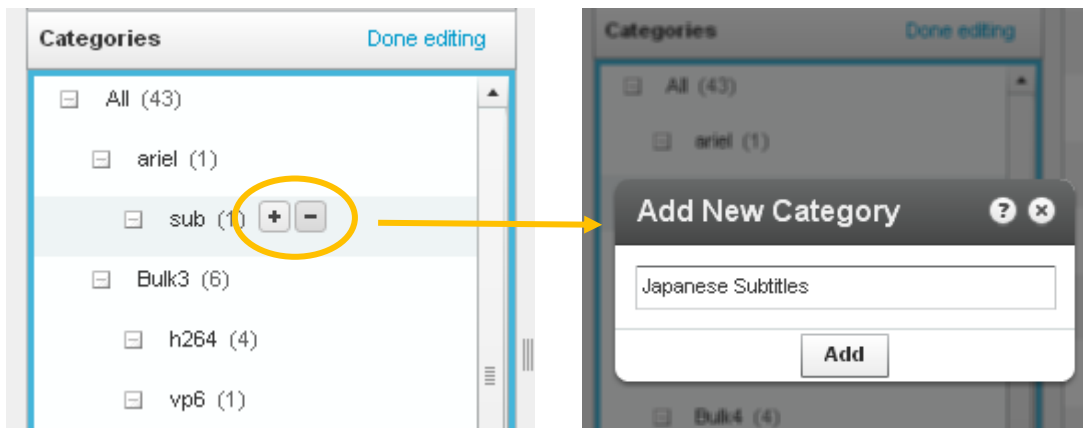 Categories
Done editing
All (43)
ariel (1)
sub (1)
Bulk3 (6)
h264 (4)
vp6 (1)
Categories
Done editing
All (43)
ariel (1)
Add New Category
Japanese Subtitles
Add
Bulk4 (4)